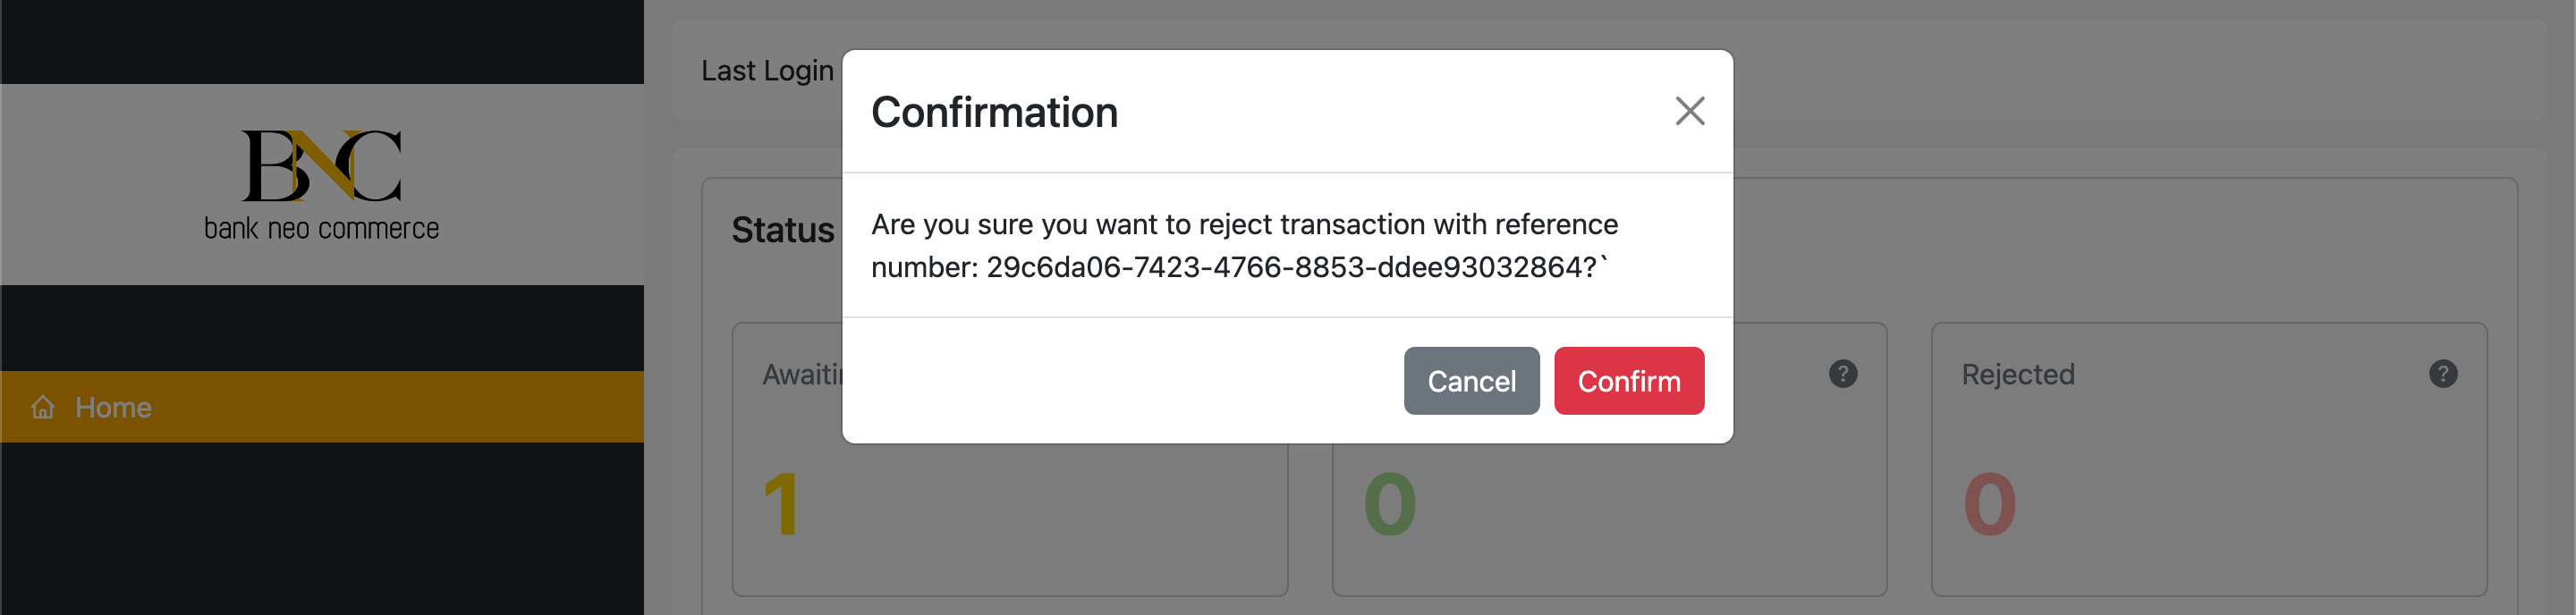 Last Login
BNC
bank neo commerce
Home
Confirmation
Are you sure you want to reject transaction with reference
number: 29c6da06-7423-4766-8853-ddee93032864?`
Cancel Confirm
Status
? Rejected ?
1 0 0